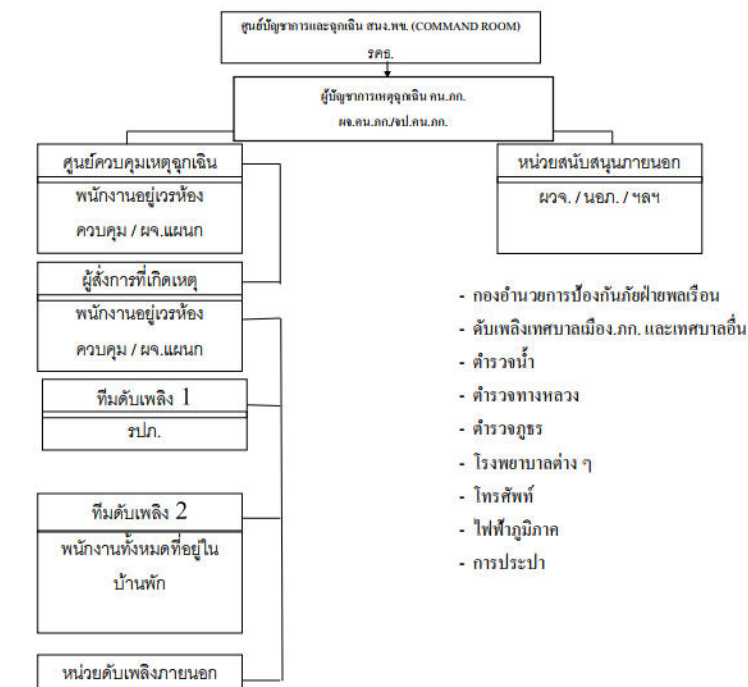 ศูนย์บัญชาการและฉุกเฉิน สนง.พข. (COMMAND ROOM)
รคธ.
ผู้บัญชาการเหตุฉุกเฉิน คน.ภก.
ผจ.คน.ภก./จป.คน.ภก.
ศูนย์ควบคุมเหตุฉุกเฉิน
พนักงานอยู่เวรห้อง
ควบคุม / ผจ.แผนก
หน่วยสนับสนุนภายนอก
ผวจ. / นอภ. / ฯลฯ
ผู้สั่งการที่เกิดเหตุ
พนักงานอยู่เวรห้อง
ควบคุม / ผจ.แผนก
ทีมดับเพลิง 1
รปภ.
ทีมดับเพลิง 2
พนักงานทั้งหมดที่อยู่ใน
บ้านพัก
หน่วยดับเพลิงภายนอก
- กองอำนวยการป้องกันภัยฝ่ายพลเรือน
- ดับเพลิงเทศบาลเมือง.ภก. และเทศบาลอื่น
- ตำรวจน้ำ
- ตำรวจทางหลวง
- ตำรวจภูธร
- โรงพยาบาลต่าง ๆ
- โทรศัพท์
- ไฟฟ้าภูมิภาค
- การประปา